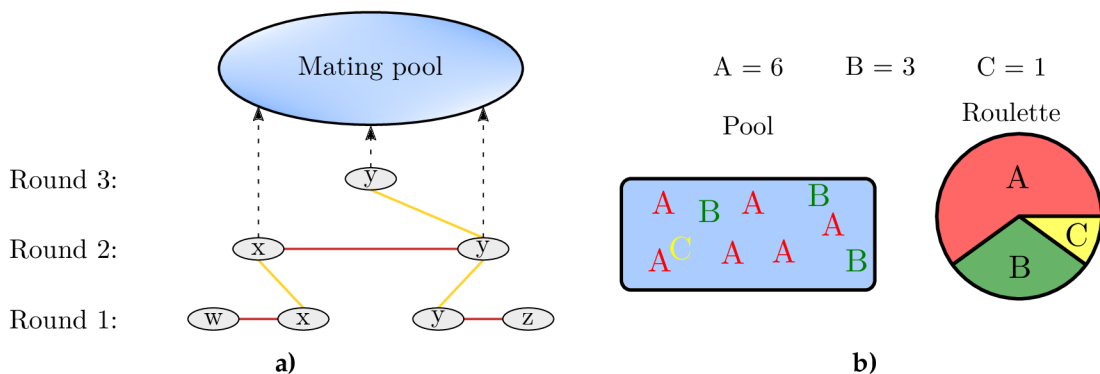 Mating pool
Round 3:
y
Round 2:
x
y
Round 1:
w
x
y
z
a)
A = 6 B = 3 C = 1
Pool
Roulette
A B A B A
A C A A B
A
B
C
b)